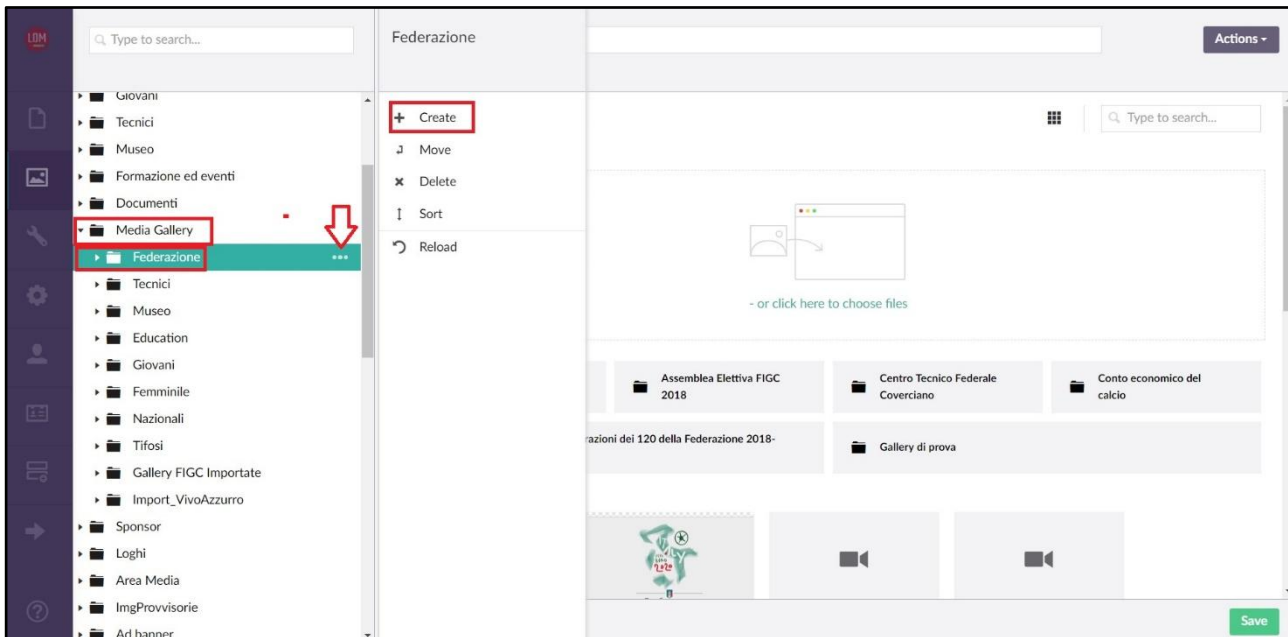 LDM
Type to search...
Giovani
Tecnici
Museo
Formazione ed eventi
Documenti
Media Gallery
Federazione
Tecnici
Museo
Education
Giovani
Femminile
Nazionali
Tifosi
Gallery FIGC Importate
Import_VivoAzzurro
Sponsor
Loghi
Area Media
ImgProvvisorie
Ad banner
Federazione
Create
Move
Delete
Sort
Reload
Actions
Type to search...
- or click here to choose files
Assemblea Elettiva FIGC
2018
Centro Tecnico Federale
Coverciano
Conto economico del
calcio
razioni dei 120 della Federazione 2018-
Gallery di prova
2020
Save